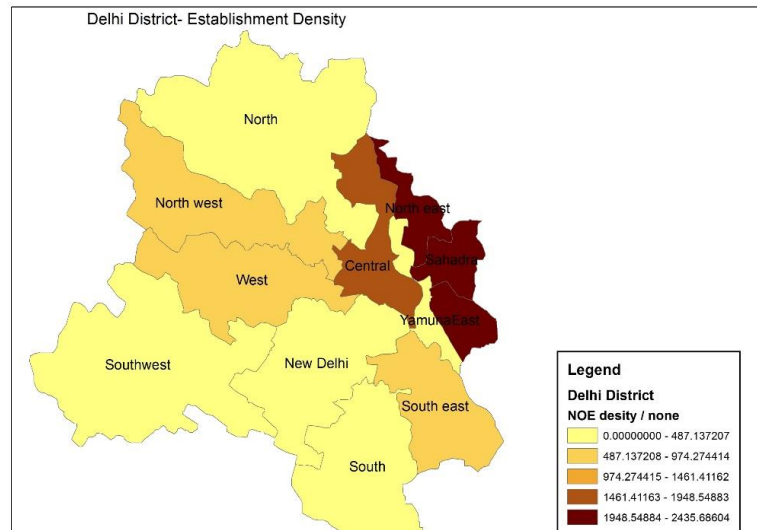 Delhi District- Establishment Density
North
North east
North west
Central
Sahadra
West
YamunaEast
Southwest
New Delhi
South east
South
Legend
Delhi District
NOE desity / none
0.00000000 - 487.137207
487.137208 - 974.274414
974.274415 - 1461.41162
1461.41163 - 1948.54883
1948.54884 - 2435.68604